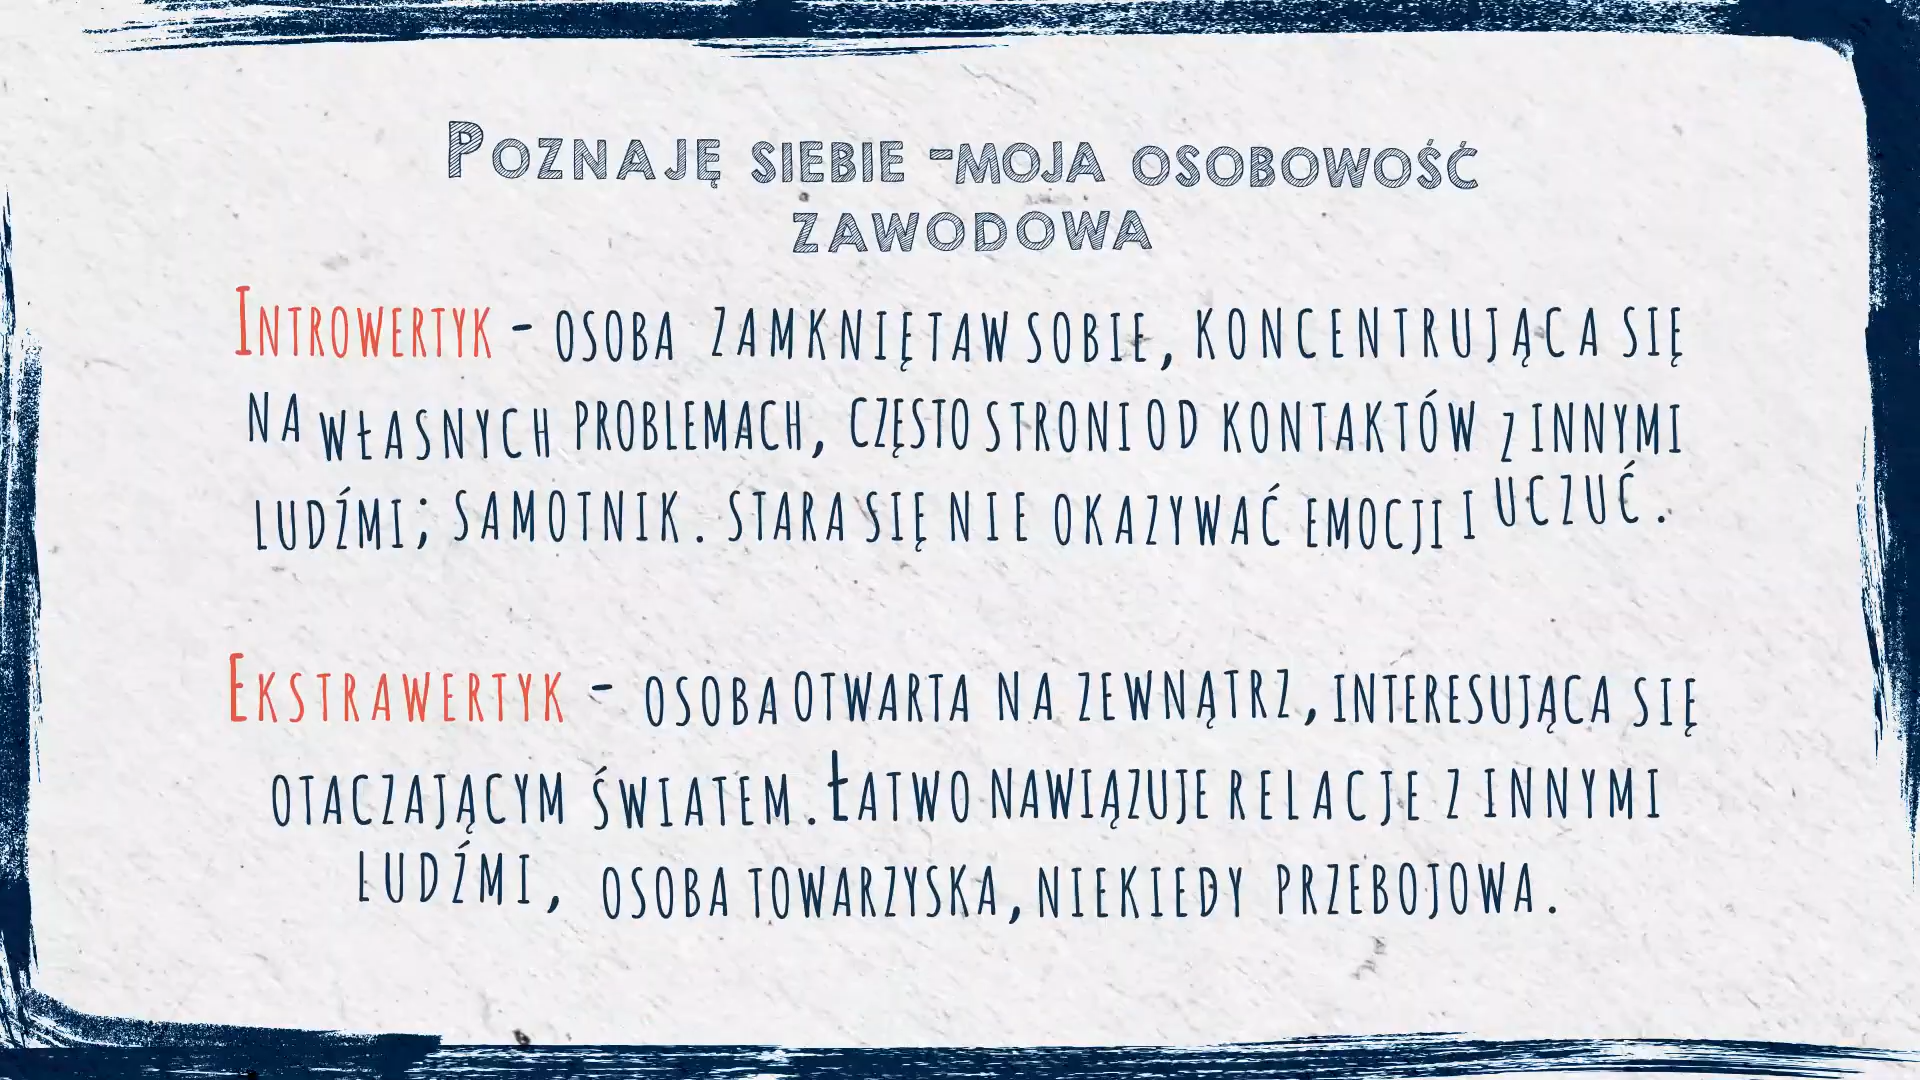 Poznaję siebie -moja osobowość
zawodowa
Introwertyk - osoba zamknięta w sobie, koncentrująca się
na własnych problemach, często stroni od kontaktów z innymi
ludźmi; samotnik. Stara się nie okazywać emocji i uczuć.
Ekstrawertyk - osoba otwarta na zewnątrz, interesująca się
otaczającym światem. Łatwo nawiązuje relacje z innymi
ludźmi, osoba towarzyska, niekiedy przebojowa.